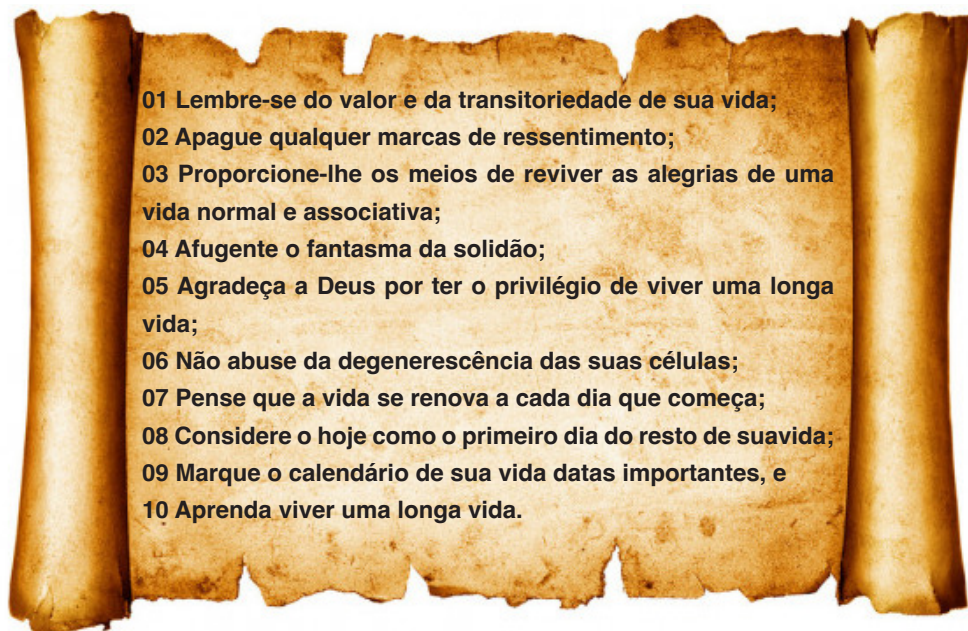 01 Lembre-se do valor e da transitoriedade de sua vida;
02 Apague qualquer marcas de ressentimento;
03 Proporcione-lhe os meios de reviver as alegrias de uma
vida normal e associativa;
04 Afugente o fantasma da solidão;
05 Agradeça a Deus por ter o privilégio de viver uma longa
vida;
06 Não abuse da degenerescência das suas células;
07 Pense que a vida se renova a cada dia que começa;
08 Considere o hoje como o primeiro dia do resto de suavida;
09 Marque o calendário de sua vida datas importantes, e
10 Aprenda viver uma longa vida.